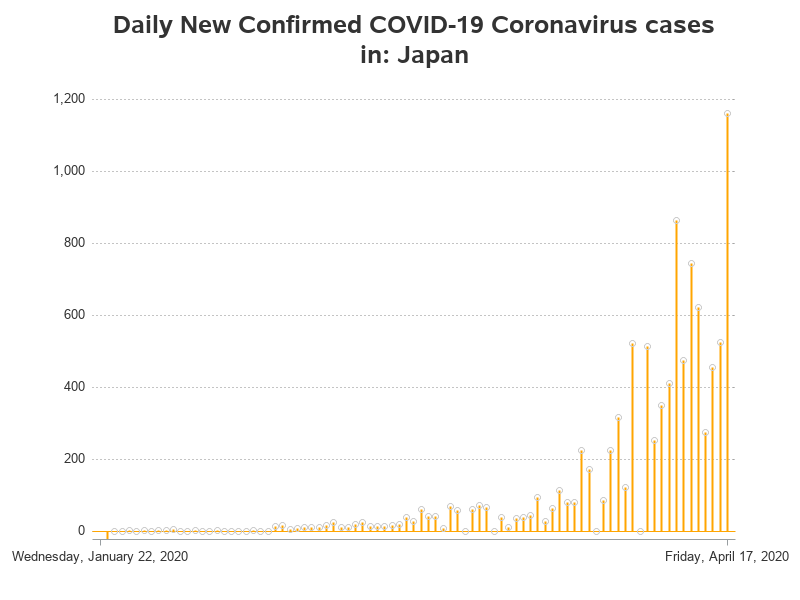 Daily New Confirmed COVID-19 Coronavirus cases
in: Japan
1,200
1,000
800
600
400
200
0
Wednesday, January 22, 2020
Friday, April 17, 2020